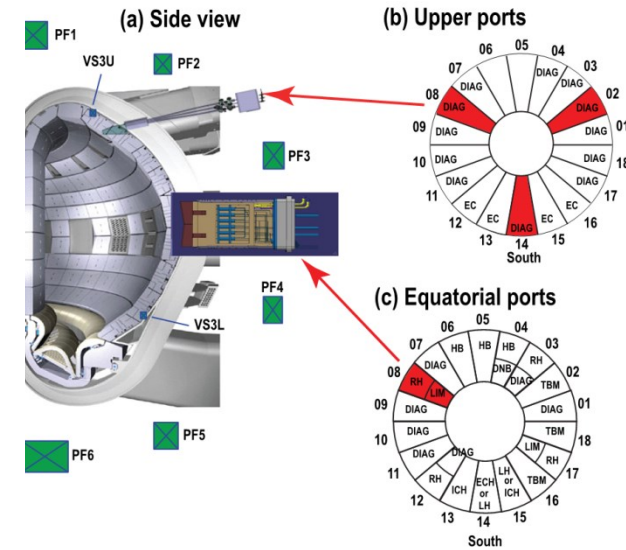 (a) Side view
PF1
VS3U
PF2
PF3
PF4
VS3L
PF5
PF6
(b) Upper ports
05
06
04
07
DIAG
03
DIAG
DIAG
08
DIAG
02
DIAG
09
DIAG
01
DIAG
10
DIAG
18
DIAG
11
DIAG
17
DIAG
12
EC
16
EC
13
EC
15
EC
14
DIAG
South
(c) Equatorial ports
05
HB
06
HB
04
HB
DNB
DIAG
07
DIAG
03
RH
08
RH
LIM
02
TBM
09
DIAG
01
DIAG
10
DIAG
18
TBM
11
DIAG
17
LIM
RH
12
DIAG
RH
16
TBM
13
ICH
14
ECH
or
LH
15
LH
or
ICH
South